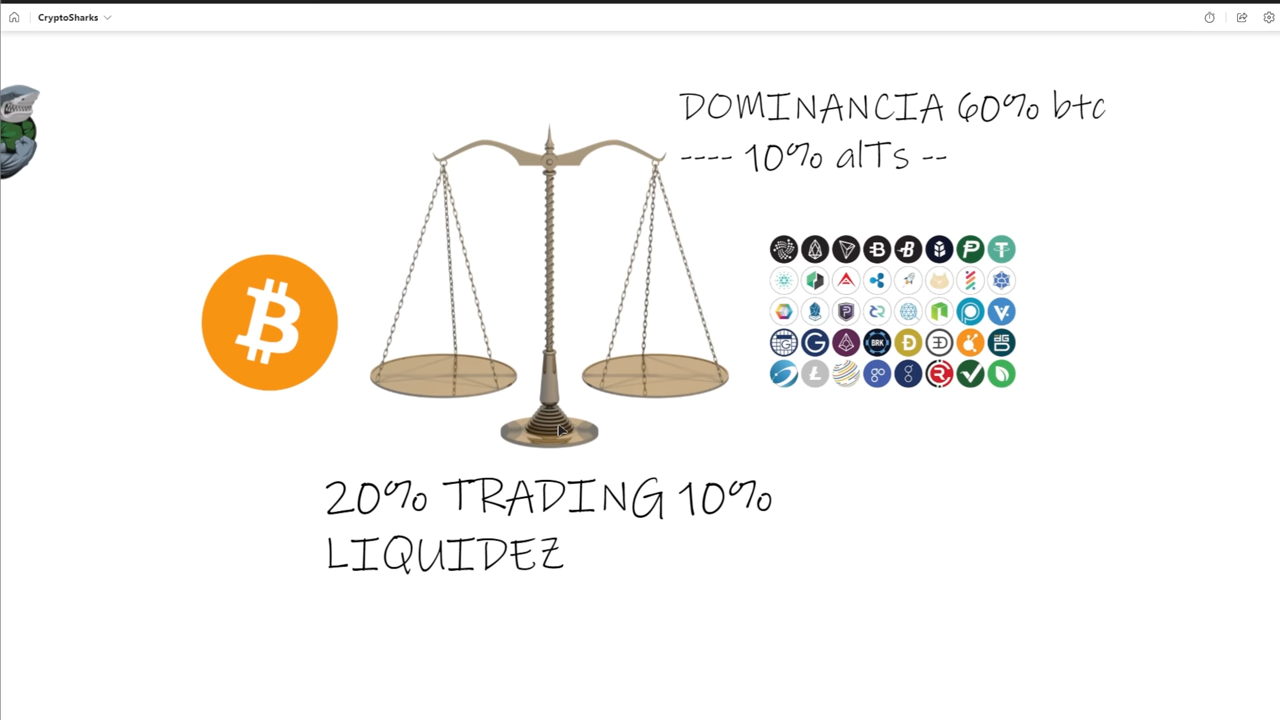 CryptoSharks
DOMINANCIA 60% btc
---- 10% alTs --
20% TRADING 10%
LIQUIDEZ